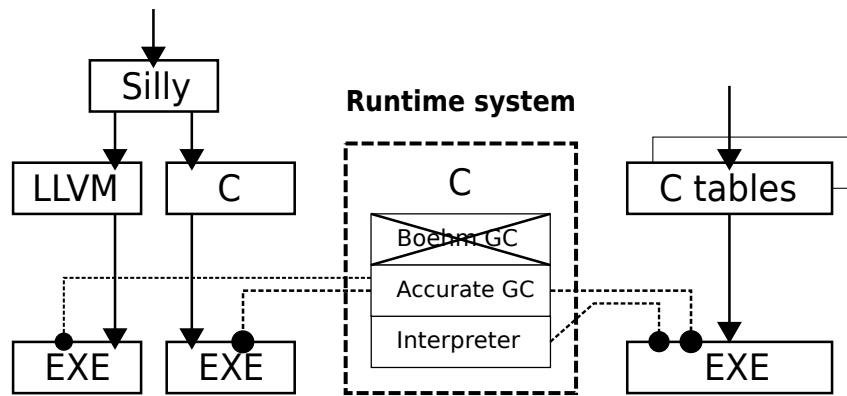 Silly
Runtime system
LLVM
C
C
C tables
Boehm GC
Accurate GC
Interpreter
EXE
EXE
EXE